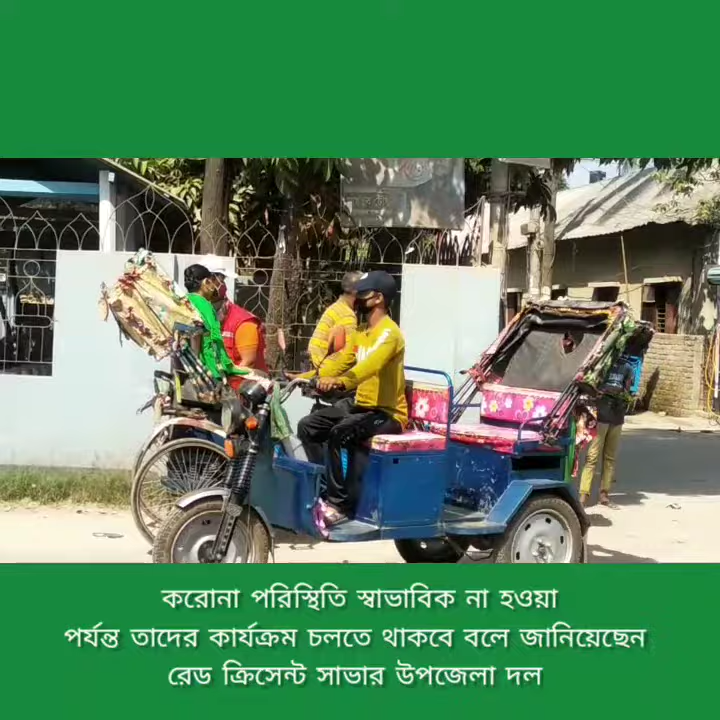 করোনা পরিস্থিতি স্বাভাবিক না হওয়া
পর্যন্ত তাদের কার্যক্রম চলতে থাকবে বলে জানিয়েছেন
রেড ক্রিসেন্ট সাভার উপজেলা দল